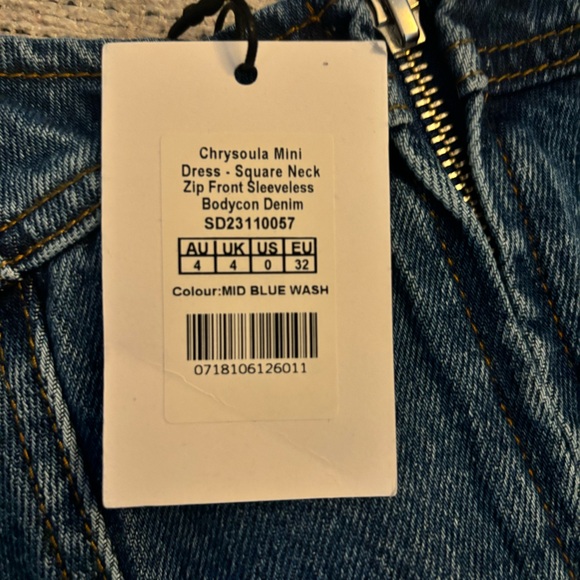 Chrysoula Mini
Dress - Square Neck
Zip Front Sleeveless
Bodycon Denim
SD23110057
AU UK US EU
4 4 0 32
Colour:MID BLUE WASH
0718106126011